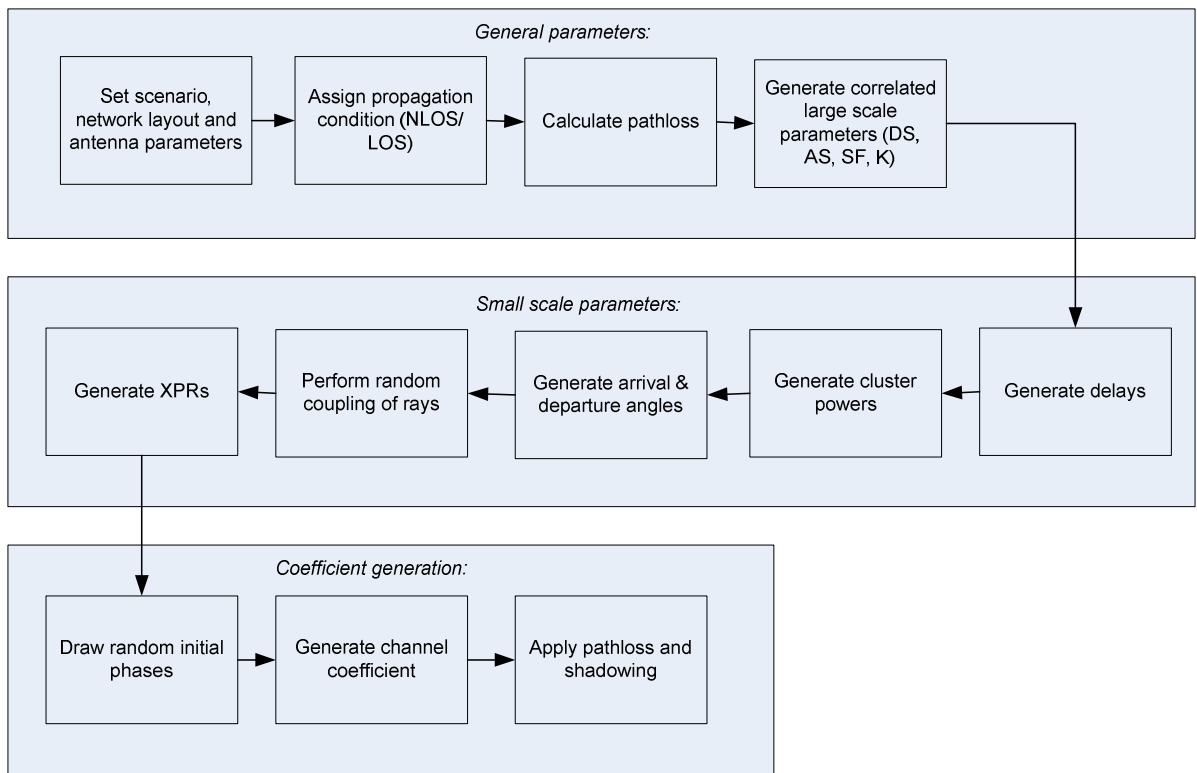 General parameters:
Set scenario,
network layout and
antenna parameters
Assign propagation
condition (NLOS/
LOS)
Calculate pathloss
Generate correlated
large scale
parameters (DS,
AS, SF, K)
Small scale parameters:
Generate XPRs
Perform random
coupling of rays
Generate arrival &
departure angles
Generate cluster
powers
Generate delays
Coefficient generation:
Draw random initial
phases
Generate channel
coefficient
Apply pathloss and
shadowing